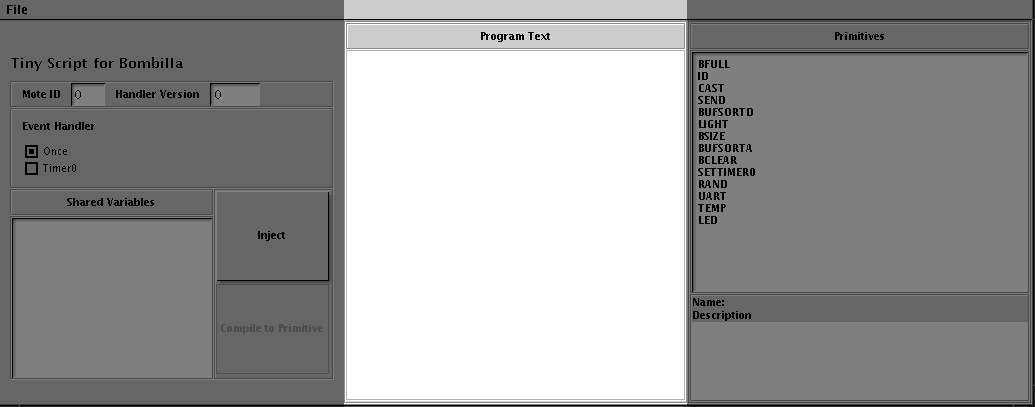 File
Tiny Script for Bombilla
Mote ID 0 Handler Version 0
Event Handler
Once
Timer0
Shared Variables
Inject
Compile to Primitive
Program Text
Primitives
BFULL
ID
CAST
SEND
BUFSORTD
LIGHT
BSIZE
BUFSORTA
BCLEAR
SETTIMER0
RAND
UART
TEMP
LED
Name:
Description